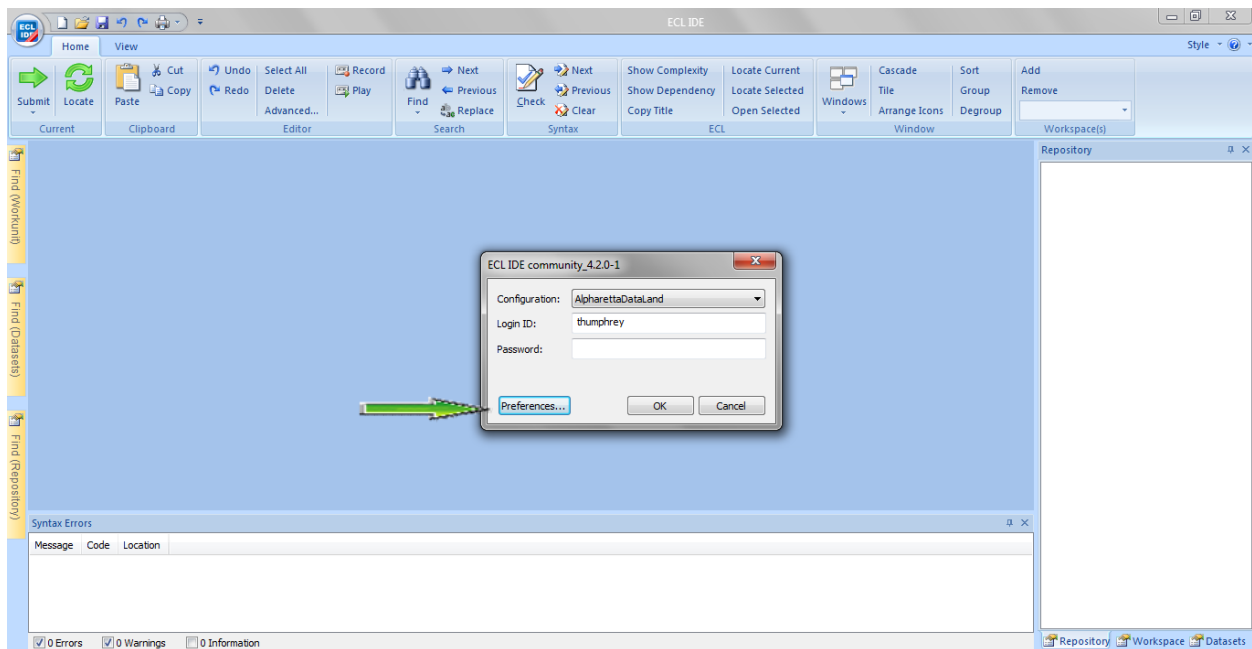 ECL IDE
ECL IDE
Home View Style
Submit Locate Paste Cut Copy Undo Redo Select All Delete Advanced... Record Play Find Next Previous Replace Check Next Previous Clear Show Complexity Show Dependency Copy Title Locate Current Locate Selected Open Selected Windows Cascade Tile Arrange Icons Sort Group Degroup Add Remove
Current Clipboard Editor Search Syntax ECL Window Workspace(s)
Find (Workunit)
Find (Datasets)
Find (Repository)
Repository
ECL IDE community_4.2.0-1
Configuration: AlpharettaDataLand
Login ID: thumphrey
Password:
Preferences... OK Cancel
Syntax Errors
Message Code Location
0 Errors 0 Warnings 0 Information
Repository Workspace Datasets